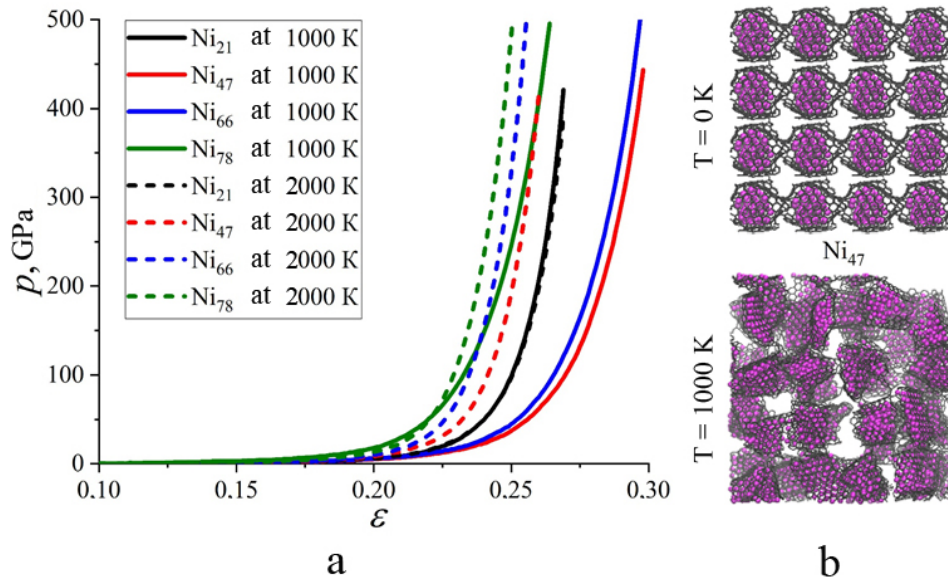 500
400
300
200
100
0
p, GPa
Ni21 at 1000 K
Ni47 at 1000 K
Ni66 at 1000 K
Ni78 at 1000 K
Ni21 at 2000 K
Ni47 at 2000 K
Ni66 at 2000 K
Ni78 at 2000 K
0.10 0.15 0.20 0.25 0.30
ε
a
T = 0 K
Ni47
T = 1000 K
b